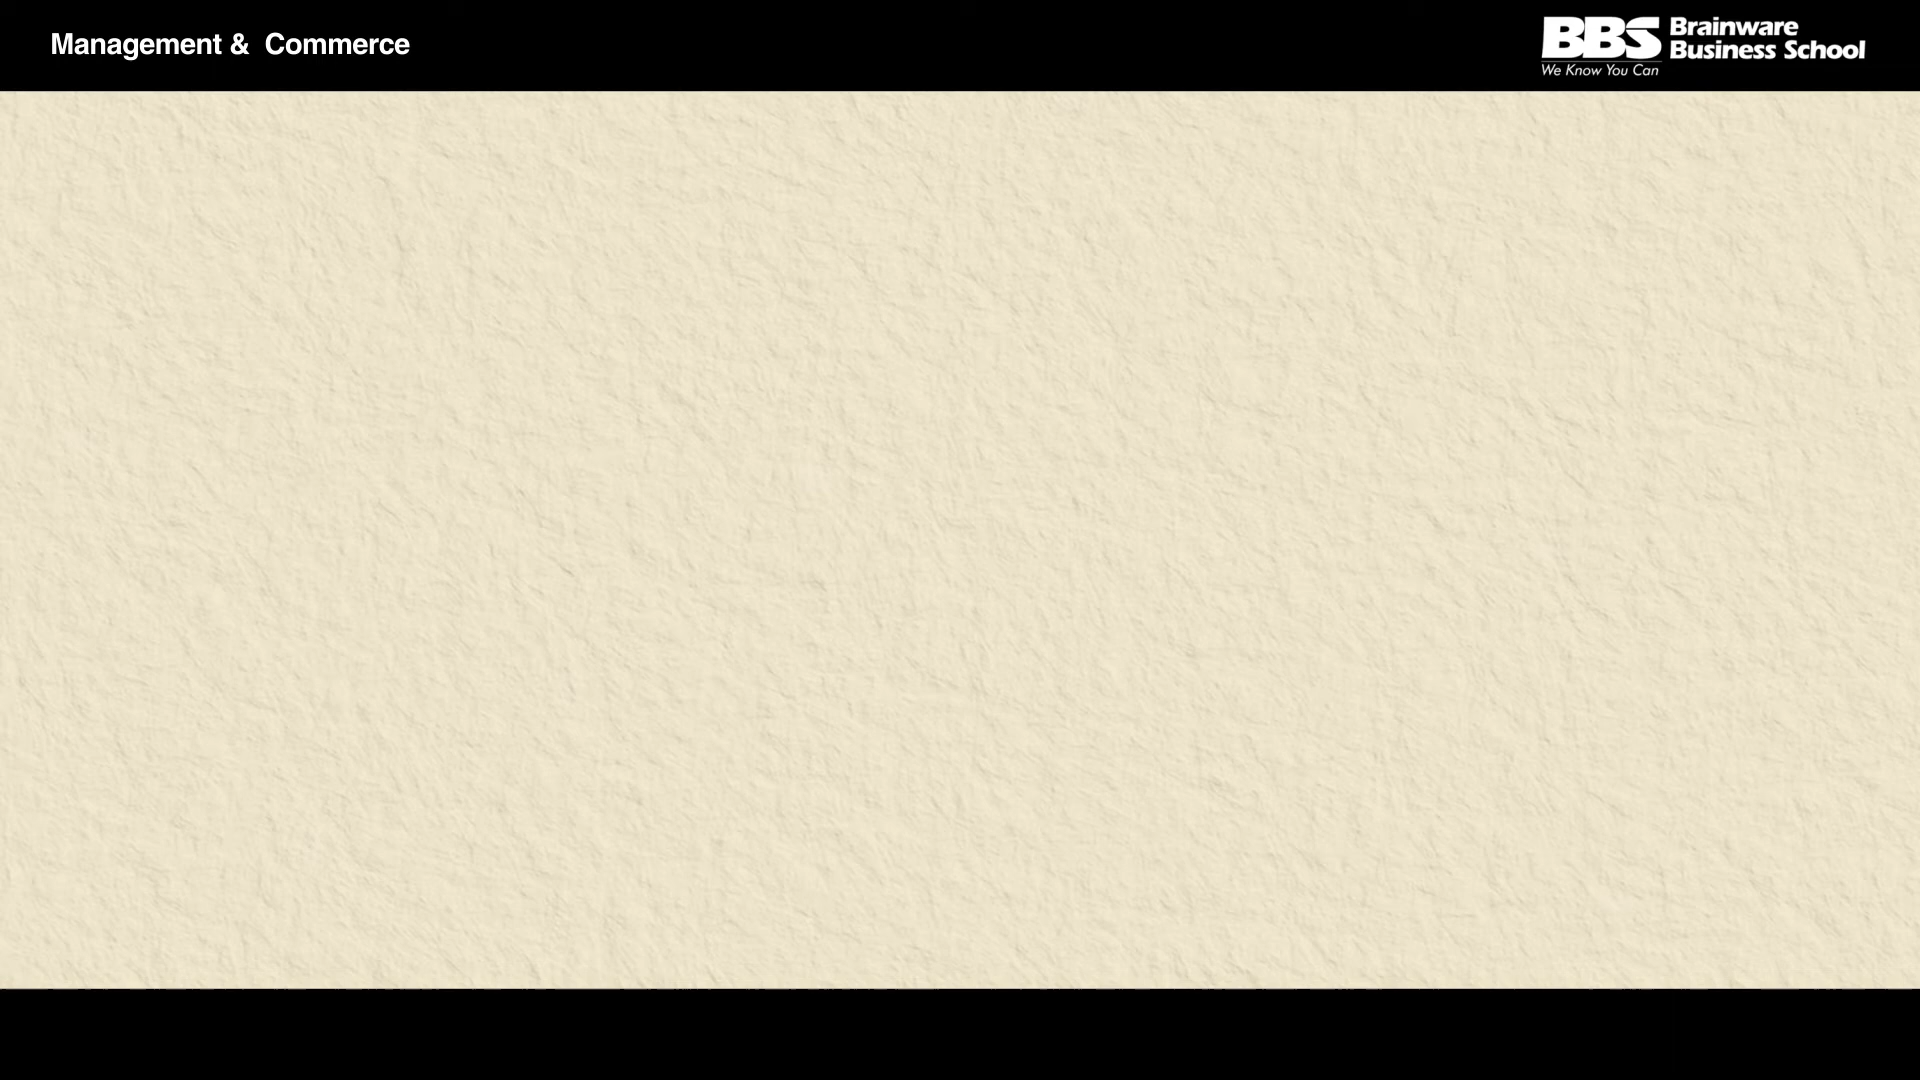 Management &  Commerce
BBS Brainware
Business School
We Know You Can